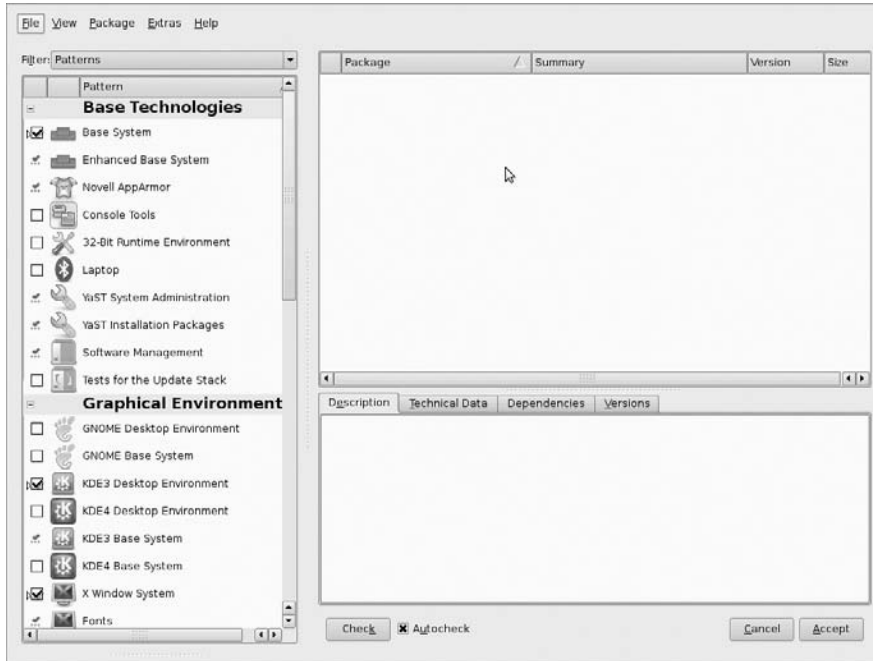 File View Package Extras Help
Filter: Patterns
Pattern
Base Technologies
Base System
Enhanced Base System
Novell AppArmor
Console Tools
32-Bit Runtime Environment
Laptop
YaST System Administration
YaST Installation Packages
Software Management
Tests for the Update Stack
Graphical Environment
GNOME Desktop Environment
GNOME Base System
KDE3 Desktop Environment
KDE4 Desktop Environment
KDE3 Base System
KDE4 Base System
X Window System
Fonts
Package Summary Version Size
Description Technical Data Dependencies Versions
Check Autocheck Cancel Accept